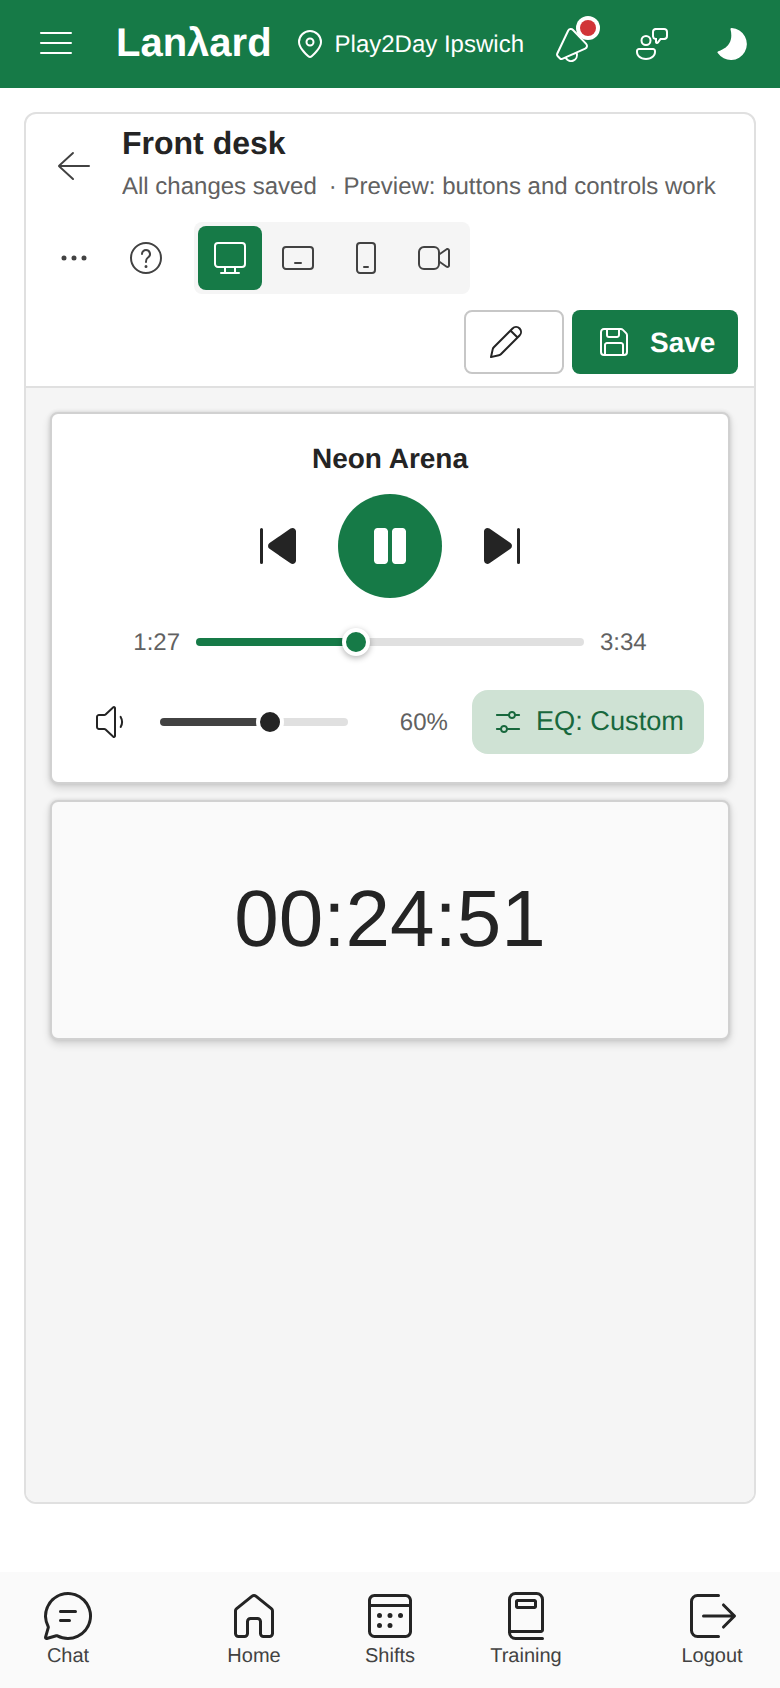 Lanλard
Play2Day Ipswich
Front desk
All changes saved · Preview: buttons and controls work
Save
Neon Arena
1:27
3:34
60%
EQ: Custom
00:24:51
Chat
Home
Shifts
Training
Logout